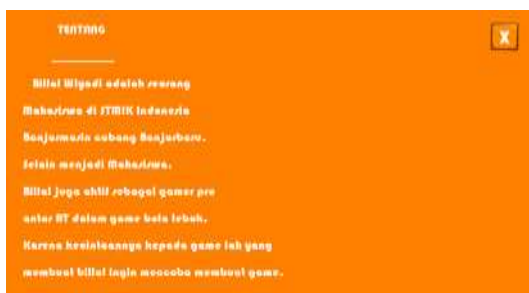 TENTANG
X
Billal Wiyadi adalah seorang
Mahasiswa di STMIK Indonesia
Banjarmasin cabang Banjarbaru.
Selain menjadi Mahasiswa.
Billal juga aktif sebagai gamer pro
antar RT dalam game bola tebak.
Karena kecintaannya kepada game lah yang
membuat billal ingin mencoba membuat game.